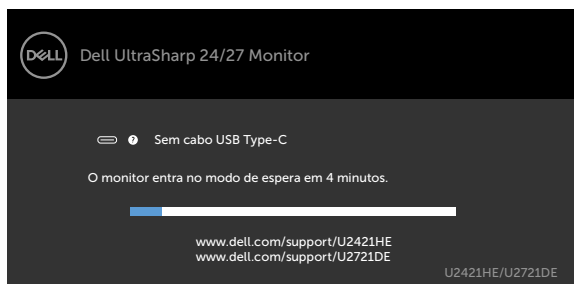 DELL
Dell UltraSharp 24/27 Monitor
? Sem cabo USB Type-C
O monitor entra no modo de espera em 4 minutos.
www.dell.com/support/U2421HE
www.dell.com/support/U2721DE
U2421HE/U2721DE